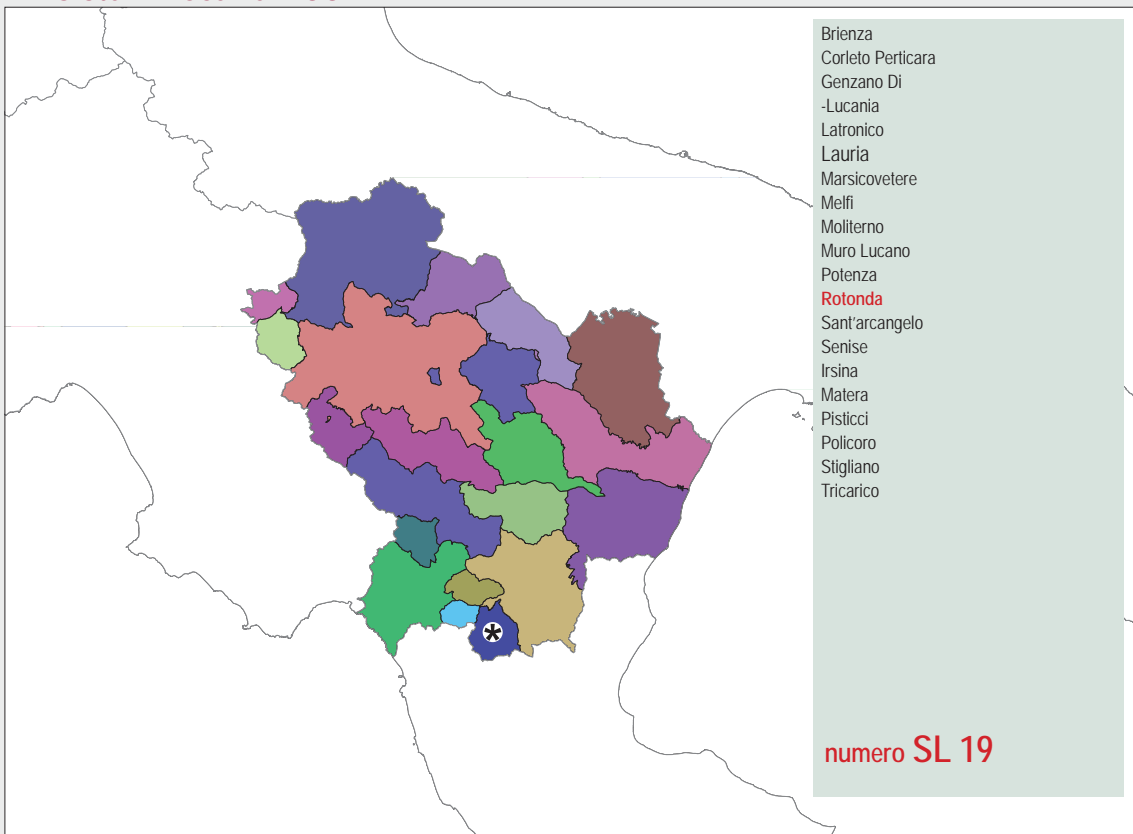 Brienza
Corleto Perticara
Genzano Di
-Lucania
Latronico
Lauria
Marsicovetere
Melfi
Moliterno
Muro Lucano
Potenza
Rotonda
Sant'arcangelo
Senise
Irsina
Matera
Pisticci
Policoro
Stigliano
Tricarico
numero SL 19